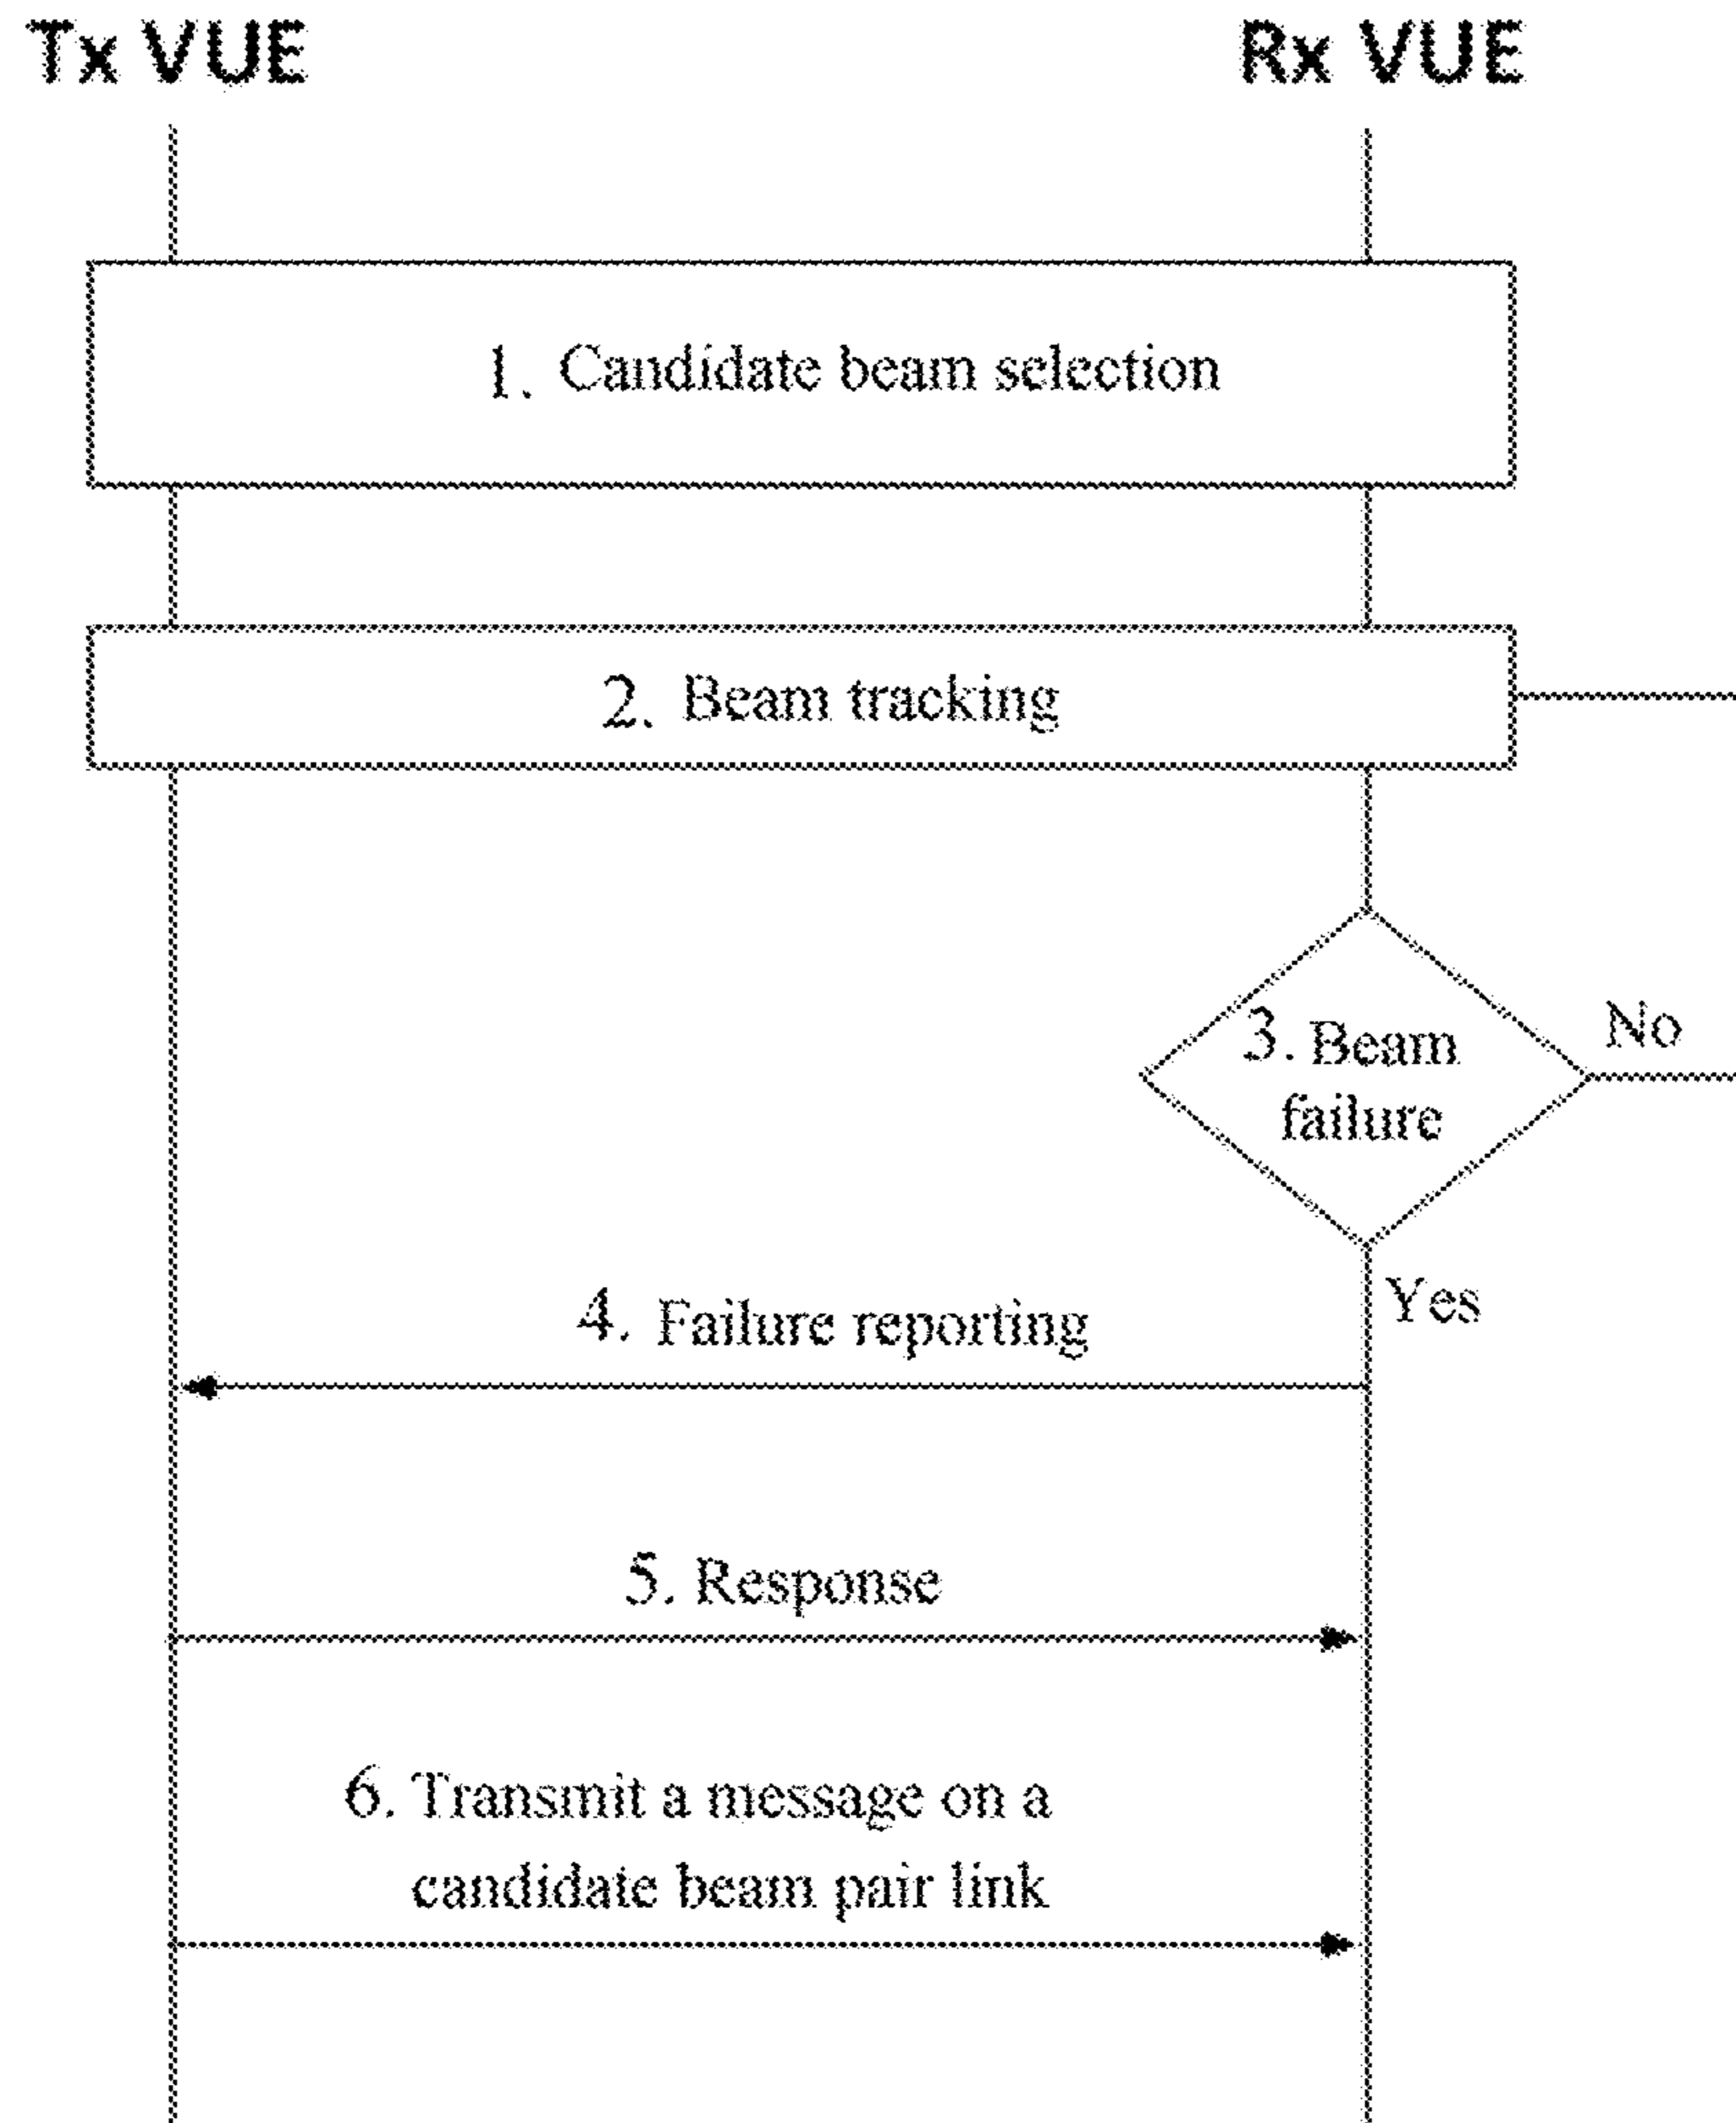 Tx VUE
Rx VUE
1. Candidate beam selection
2. Beam tracking
3. Beam
failure
No
Yes
4. Failure reporting
5. Response
6. Transmit a message on a
candidate beam pair link